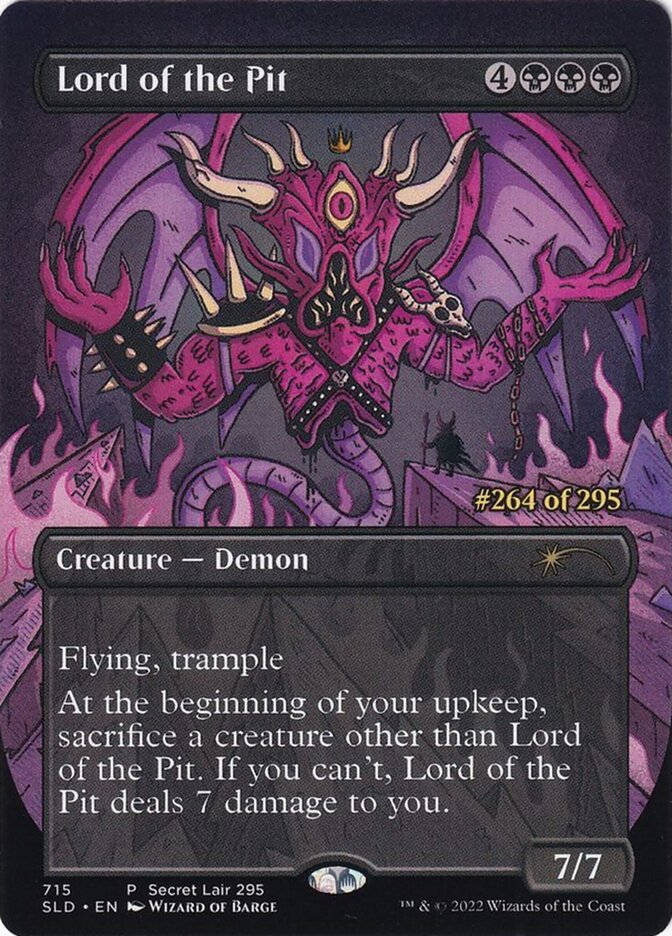 Lord of the Pit 4
#264 of 295
Creature — Demon
Flying, trample
At the beginning of your upkeep,
sacrifice a creature other than Lord
of the Pit. If you can't, Lord of the
Pit deals 7 damage to you.
7/7
715 P Secret Lair 295
SLD • EN Wizard of Barge
™ & © 2022 Wizards of the Coast